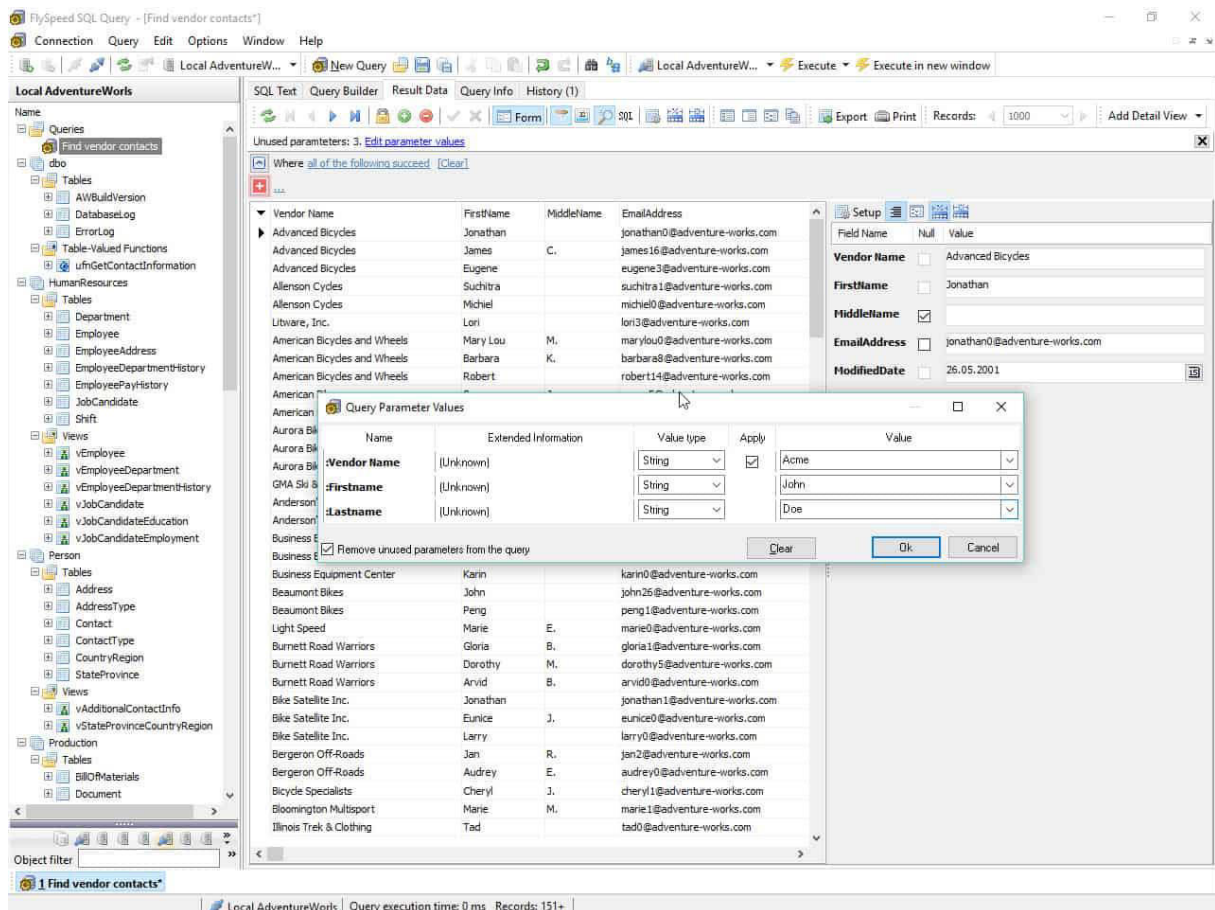 FlySpeed SQL Query - [Find vendor contacts*]
Connection Query Edit Options Window Help
Local AdventureW... New Query Local AdventureW... Execute Execute in new window
Local AdventureWorls
Name
Queries
Find vendor contacts
dbo
Tables
AWBuildVersion
DatabaseLog
ErrorLog
Table-Valued Functions
ufnGetContactInformation
HumanResources
Tables
Department
Employee
EmployeeAddress
EmployeeDepartmentHistory
EmployeePayHistory
JobCandidate
Shift
Views
vEmployee
vEmployeeDepartment
vEmployeeDepartmentHistory
vJobCandidate
vJobCandidateEducation
vJobCandidateEmployment
Person
Tables
Address
AddressType
Contact
ContactType
CountryRegion
StateProvince
Views
vAdditionalContactInfo
vStateProvinceCountryRegion
Production
Tables
BillOfMaterials
Document
Object filter
SQL Text Query Builder Result Data Query Info History (1)
Form SQL Export Print Records: 1000 Add Detail View
Unused paramteters: 3. Edit parameter values
Where all of the following succeed [Clear]
...
Vendor Name FirstName MiddleName EmailAddress
Advanced Bicycles Jonathan jonathan0@adventure-works.com
Advanced Bicycles James C. james16@adventure-works.com
Advanced Bicycles Eugene eugene3@adventure-works.com
Allenson Cycles Suchitra suchitra1@adventure-works.com
Allenson Cycles Michiel michiel0@adventure-works.com
Litware, Inc. Lori lori3@adventure-works.com
American Bicycles and Wheels Mary Lou M. marylou0@adventure-works.com
American Bicycles and Wheels Barbara K. barbara8@adventure-works.com
American Bicycles and Wheels Robert robert14@adventure-works.com
American
American
Aurora Bik
Aurora Bik
Aurora Bik
GMA Ski &
Anderson'
Anderson'
Business E
Business E
Business Equipment Center Karin karin0@adventure-works.com
Beaumont Bikes John john26@adventure-works.com
Beaumont Bikes Peng peng1@adventure-works.com
Light Speed Marie E. marie0@adventure-works.com
Burnett Road Warriors Gloria B. gloria1@adventure-works.com
Burnett Road Warriors Dorothy M. dorothy5@adventure-works.com
Burnett Road Warriors Arvid B. arvid0@adventure-works.com
Bike Satellite Inc. Jonathan jonathan1@adventure-works.com
Bike Satellite Inc. Eunice J. eunice0@adventure-works.com
Bike Satellite Inc. Larry larry0@adventure-works.com
Bergeron Off-Roads Jan R. jan2@adventure-works.com
Bergeron Off-Roads Audrey E. audrey0@adventure-works.com
Bicycle Specialists Cheryl J. cheryl1@adventure-works.com
Bloomington Multisport Marie M. marie1@adventure-works.com
Illinois Trek & Clothing Tad tad0@adventure-works.com
Setup
Field Name Null Value
Vendor Name Advanced Bicycles
FirstName Jonathan
MiddleName
EmailAddress jonathan0@adventure-works.com
ModifiedDate 26.05.2001 15
Query Parameter Values
Name Extended Information Value type Apply Value
:Vendor Name (Unknown) String Acme
:Firstname (Unknown) String John
:Lastname (Unknown) String Doe
Remove unused parameters from the query Clear Ok Cancel
1 Find vendor contacts*
Local AdventureWorls Query execution time: 0 ms Records: 151+